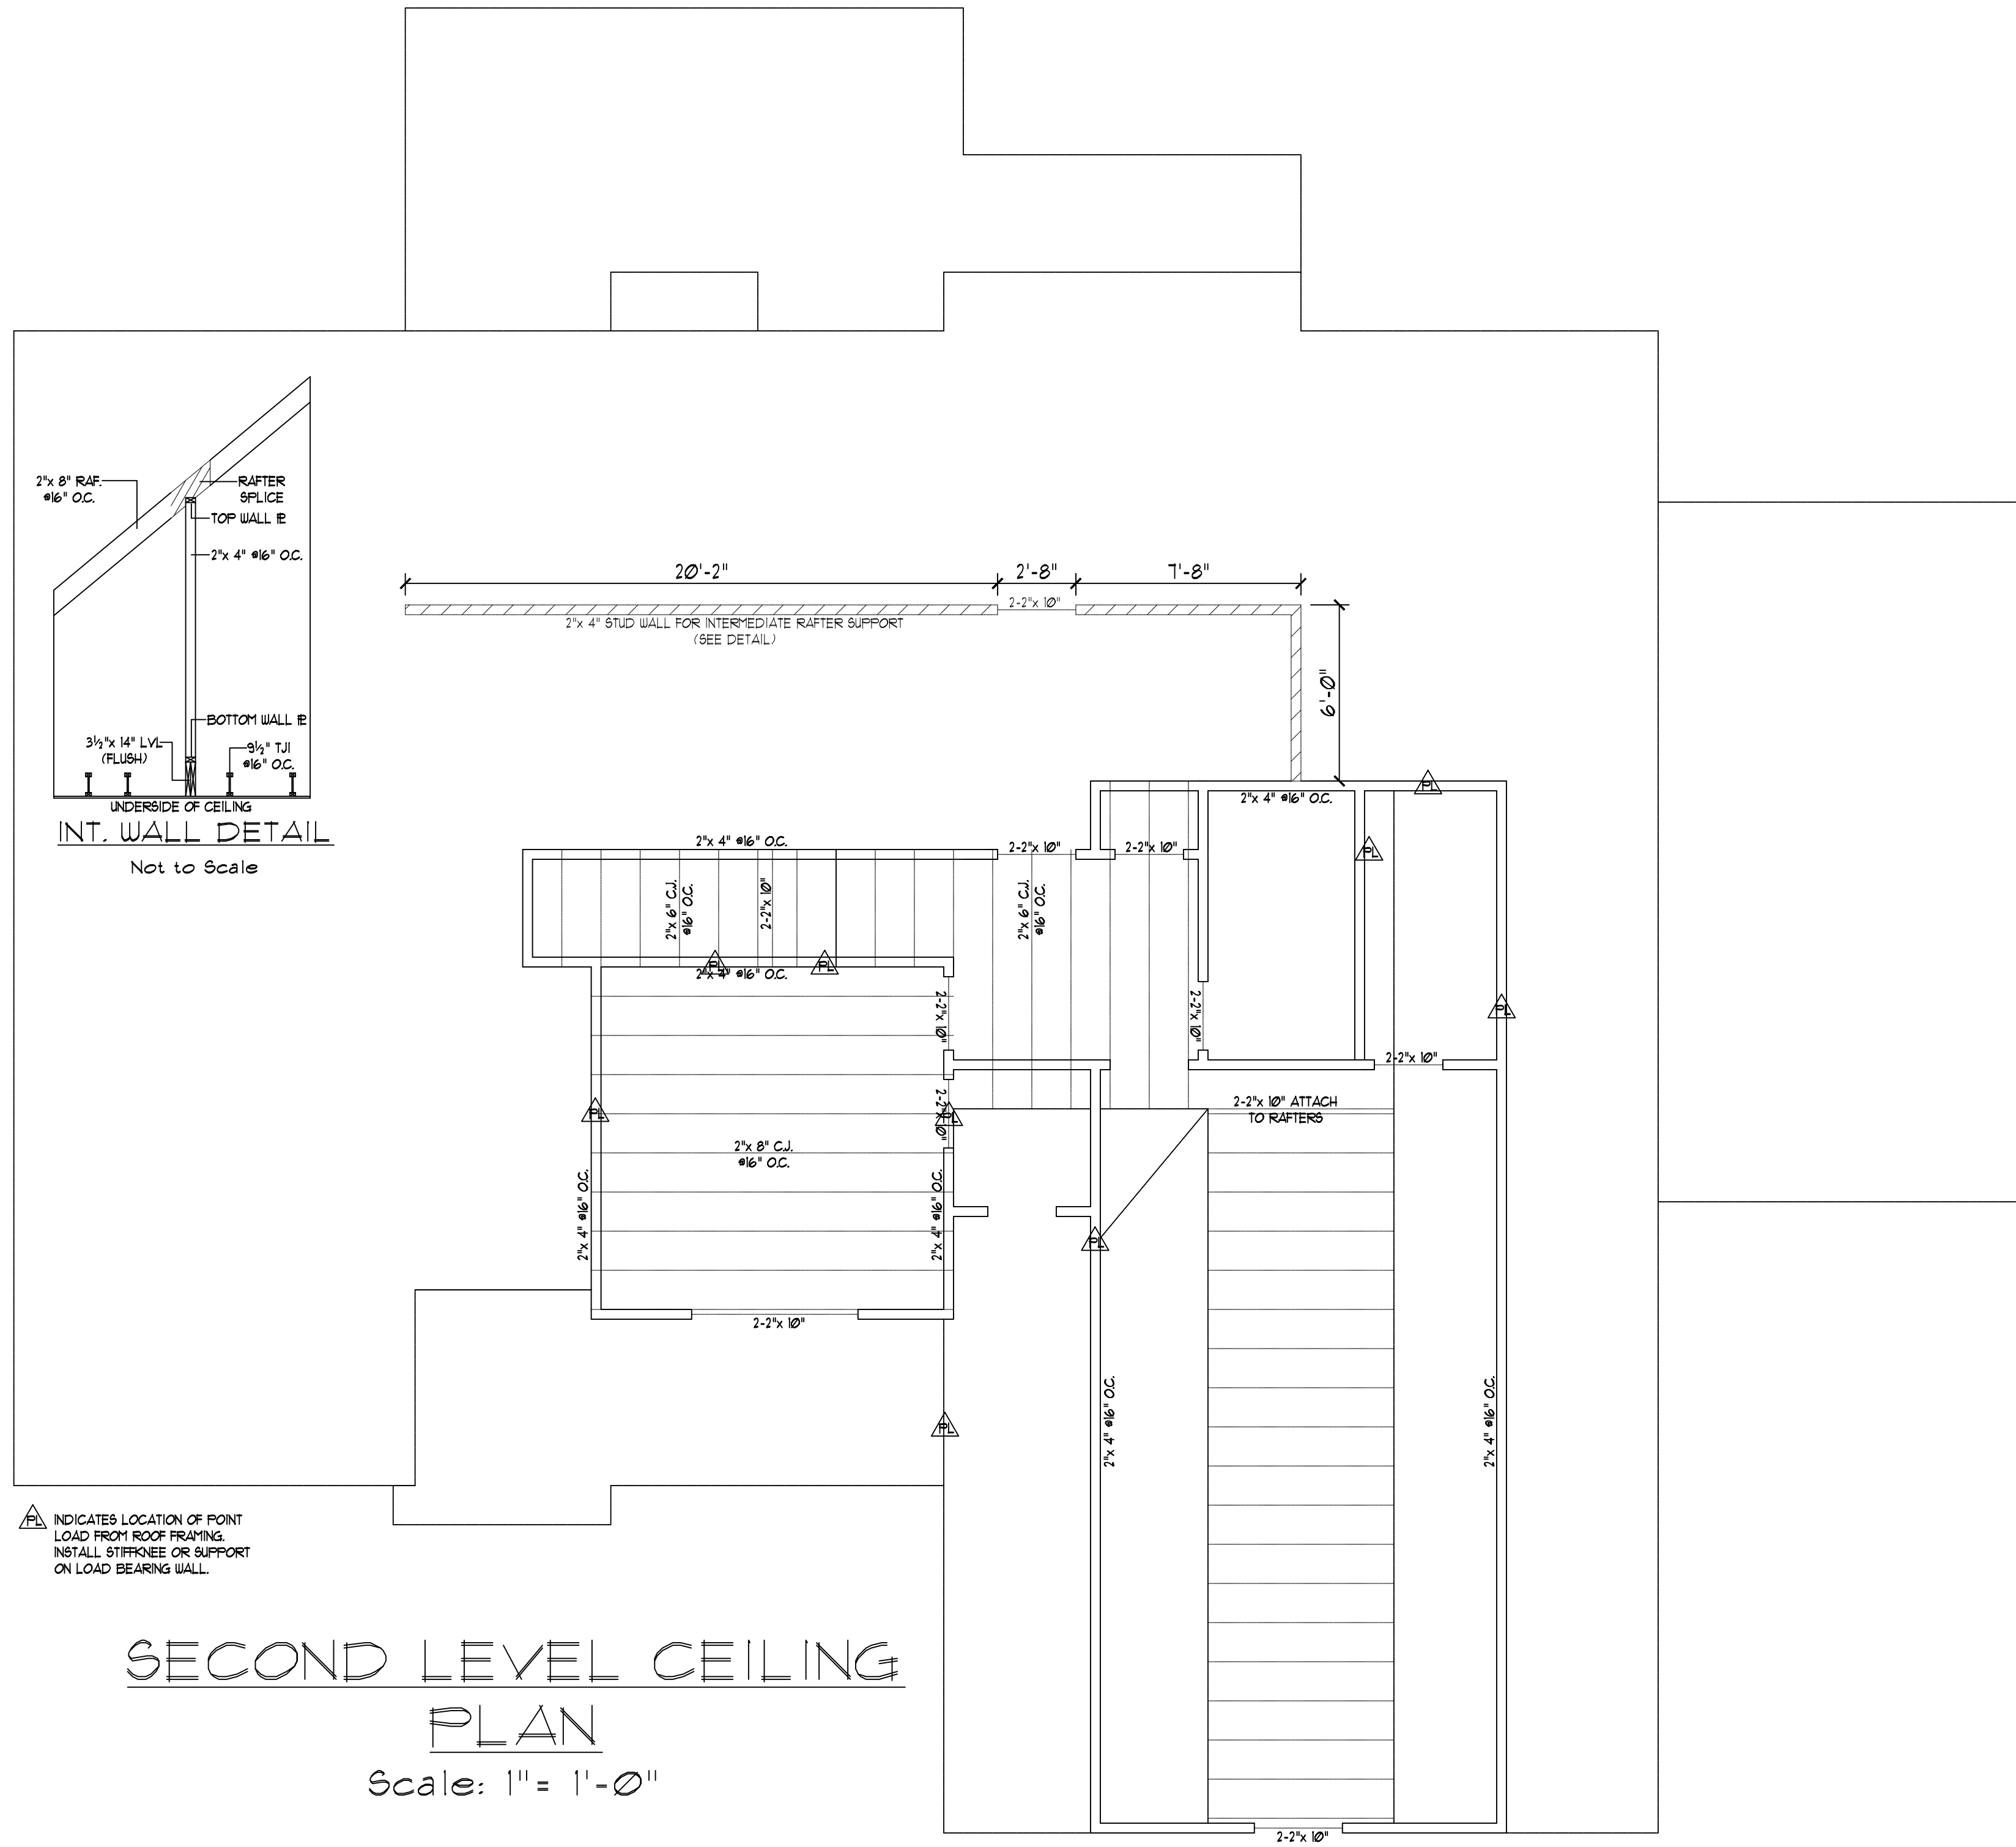 2"x 8" RAF.
@16" O.C.
RAFTER
SPLICE
TOP WALL PL
2"x 4" @16" O.C.
BOTTOM WALL PL
3½"x 14" LVL
(FLUSH)
9½" TJI
@16" O.C.
UNDERSIDE OF CEILING
INT. WALL DETAIL
Not to Scale
20'-2"
2'-8"
7'-8"
2-2"x 10"
2"x 4" STUD WALL FOR INTERMEDIATE RAFTER SUPPORT
(SEE DETAIL)
6'-0"
PL
2"x 4" @16" O.C.
2"x 4" @16" O.C.
2-2"x 10"
2-2"x 10"
PL
2"x 6" C.J.
@16" O.C.
2-2"x 10"
2"x 6" C.J.
@16" O.C.
PL
PL
2"x 4" @16" O.C.
2-2"x 10"
2-2"x 10"
PL
2-2"x 10"
2-2"x 10"
PL
PL
2-2"x 10" ATTACH
TO RAFTERS
2"x 8" C.J.
@16" O.C.
2"x 4" @16" O.C.
2"x 4" @16" O.C.
PL
2-2"x 10"
2"x 4" @16" O.C.
2"x 4" @16" O.C.
PL
PL
INDICATES LOCATION OF POINT
LOAD FROM ROOF FRAMING.
INSTALL STIFFKNEE OR SUPPORT
ON LOAD BEARING WALL.
SECOND LEVEL CEILING
PLAN
Scale: 1"= 1'-0"
2-2"x 10"